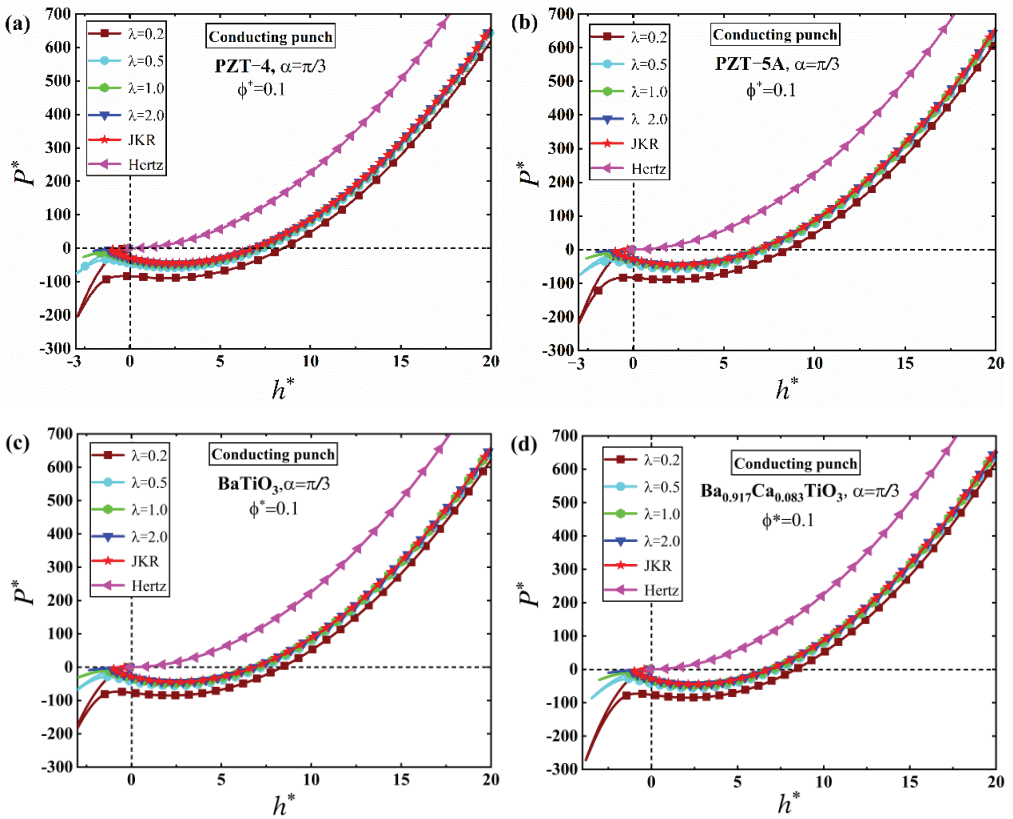 (a)
λ=0.2
λ=0.5
λ=1.0
λ=2.0
JKR
Hertz
Conducting punch
PZT−4, α=π/3
ϕ*=0.1
700
600
500
400
300
200
100
0
-100
-200
-300
P*
-3 0 5 10 15 20
h*
(b)
λ=0.2
λ=0.5
λ=1.0
λ 2.0
JKR
Hertz
Conducting punch
PZT−5A, α=π/3
ϕ*=0.1
700
600
500
400
300
200
100
0
-100
-200
-300
P*
-3 0 5 10 15 20
h*
(c)
λ=0.2
λ=0.5
λ=1.0
λ=2.0
JKR
Hertz
Conducting punch
BaTiO3,α=π/3
ϕ*=0.1
700
600
500
400
300
200
100
0
-100
-200
-300
P*
-3 0 5 10 15 20
h*
(d)
λ=0.2
λ=0.5
λ=1.0
λ=2.0
JKR
Hertz
Conducting punch
Ba0.917Ca0.083TiO3, α=π/3
ϕ*=0.1
700
600
500
400
300
200
100
0
-100
-200
-300
P*
0 5 10 15 20
h*